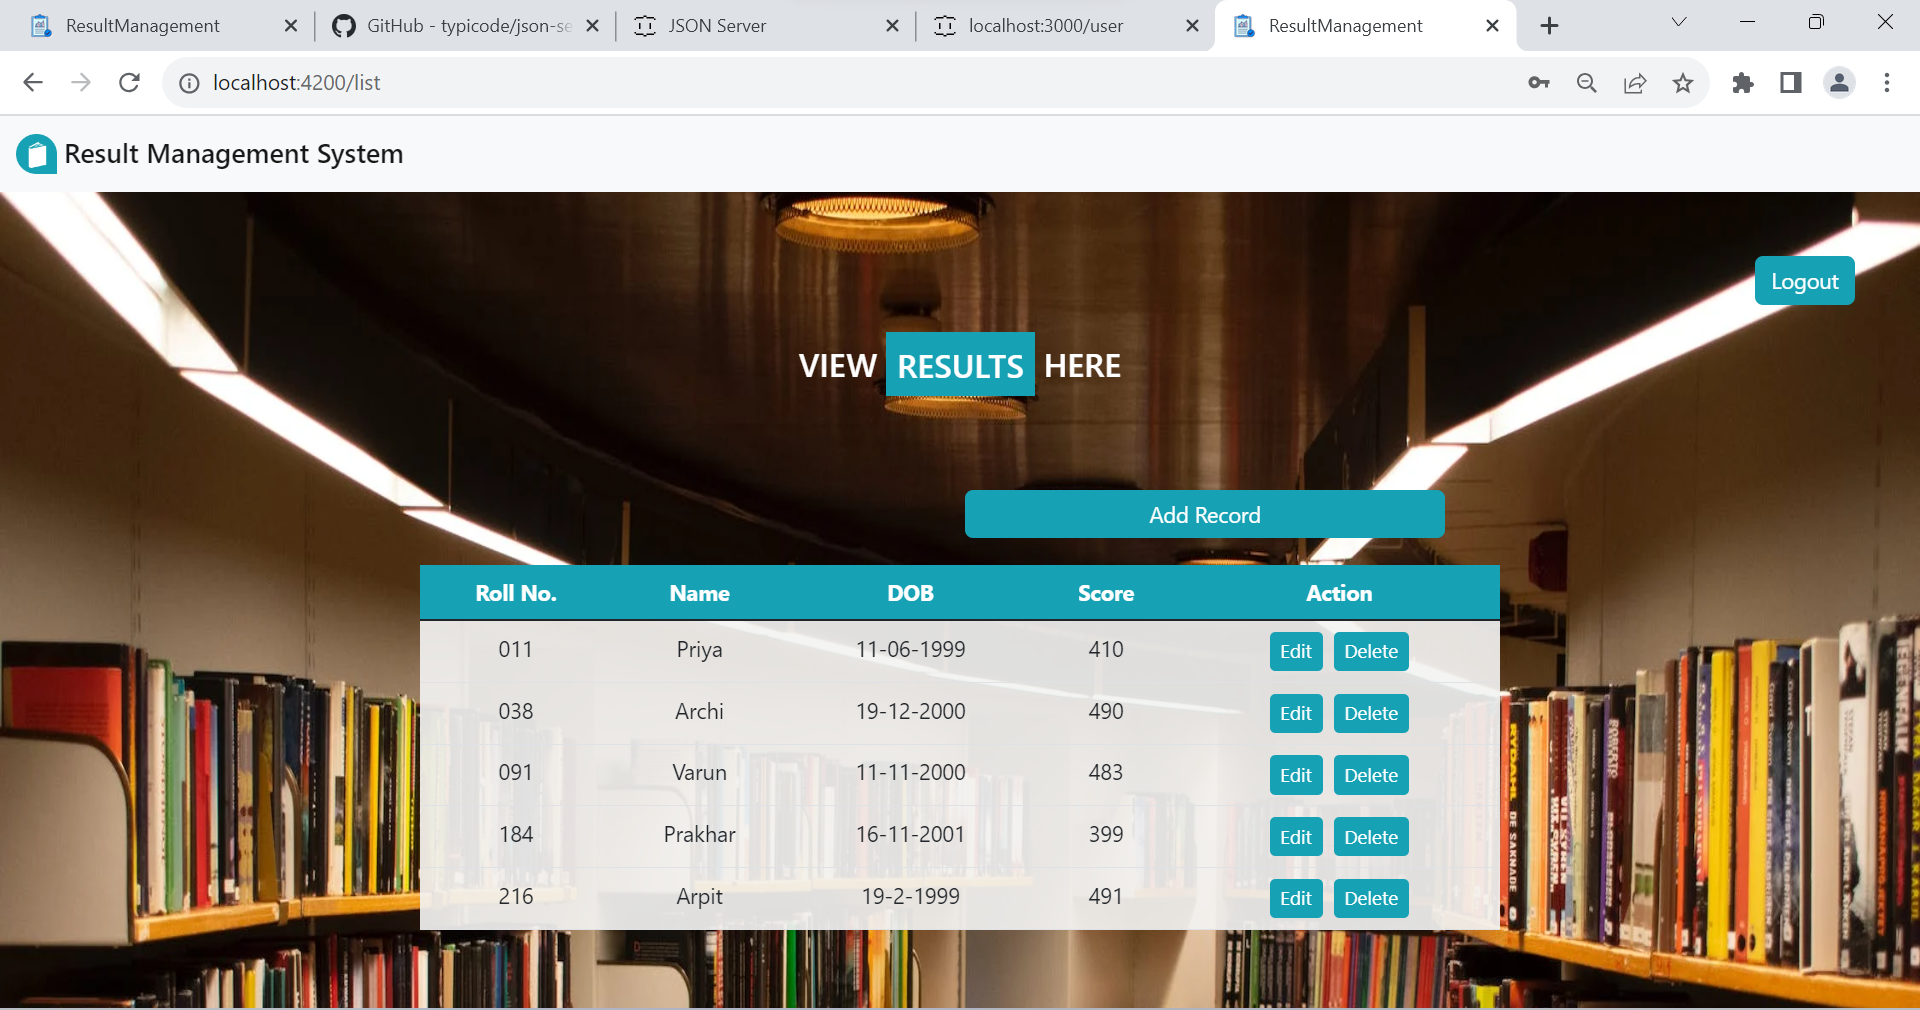 ResultManagement
GitHub - typicode/json-se
JSON Server
localhost:3000/user
ResultManagement
localhost:4200/list
Result Management System
Logout
VIEW RESULTS HERE
Add Record
Roll No. Name DOB Score Action
011 Priya 11-06-1999 410 Edit Delete
038 Archi 19-12-2000 490 Edit Delete
091 Varun 11-11-2000 483 Edit Delete
184 Prakhar 16-11-2001 399 Edit Delete
216 Arpit 19-2-1999 491 Edit Delete